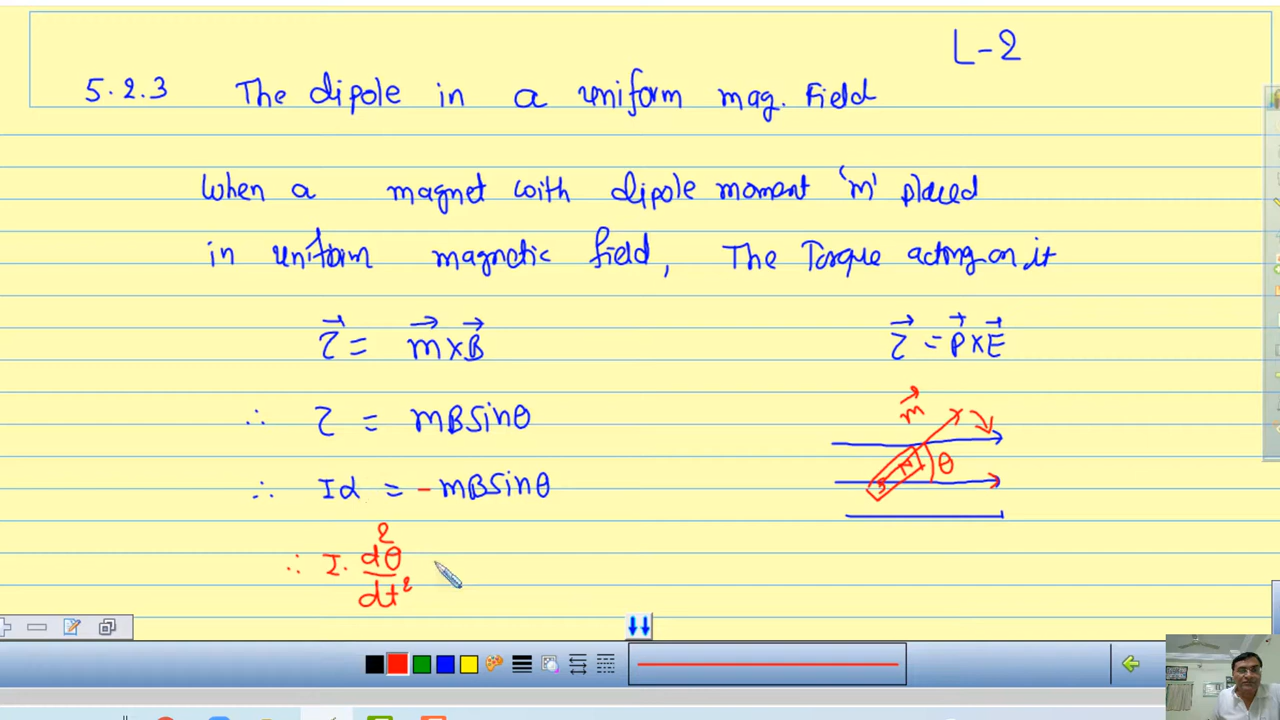 L-2
5.2.3 The dipole in a uniform mag. Field
When a magnet with dipole moment 'm' placed
in uniform magnetic field, The Torque acting on it
τ⃗ = m⃗ × B⃗
τ⃗ = P⃗ × E⃗
∴ τ = mB sinθ
∴ Iα = -mB sinθ
∴ I · d²θ/dt²
m⃗
θ
S N